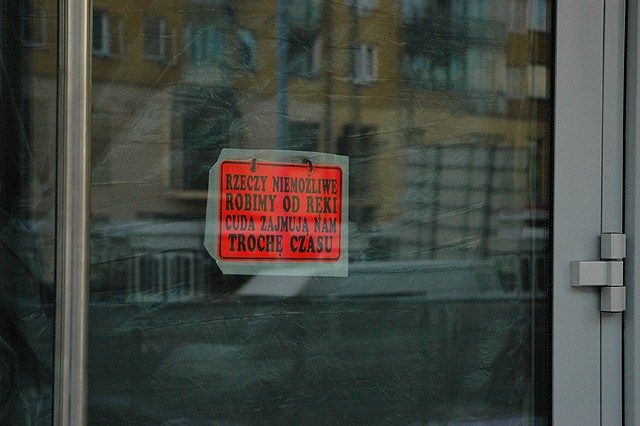 RZECZY NIEMOŻLIWE
ROBIMY OD RĘKI
CUDA ZAJMUJĄ NAM
TROCHĘ CZASU